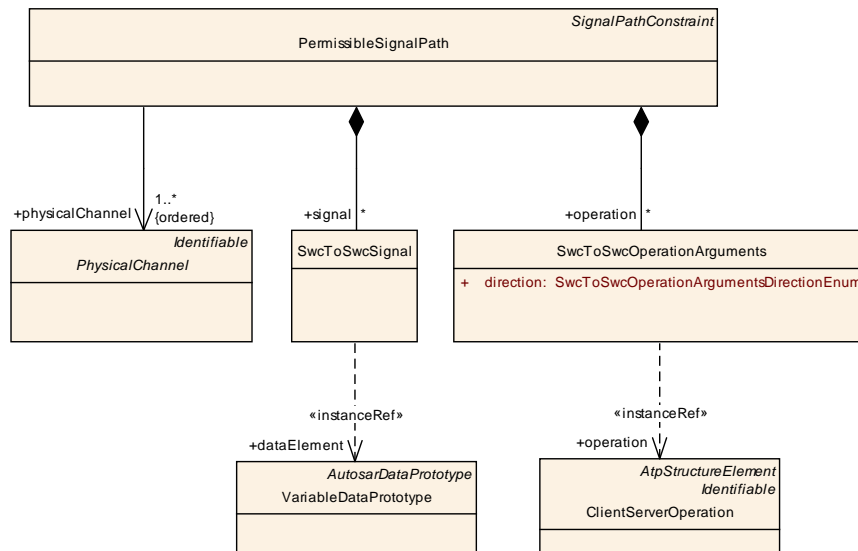 SignalPathConstraint
PermissibleSignalPath
+physicalChannel
1..*
{ordered}
+signal
*
+operation
*
Identifiable
PhysicalChannel
SwcToSwcSignal
SwcToSwcOperationArguments
+ direction: SwcToSwcOperationArgumentsDirectionEnum
«instanceRef»
«instanceRef»
+dataElement
+operation
AutosarDataPrototype
VariableDataPrototype
AtpStructureElement
Identifiable
ClientServerOperation